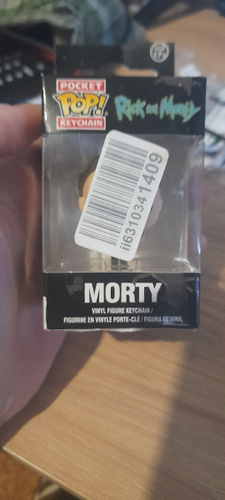 POCKET
POP!
KEYCHAIN
Rick and Morty
ii6310341409
MORTY
VINYL FIGURE KEYCHAIN /
FIGURINE EN VINYLE PORTE-CLÉ / FIGURA DE VINIL